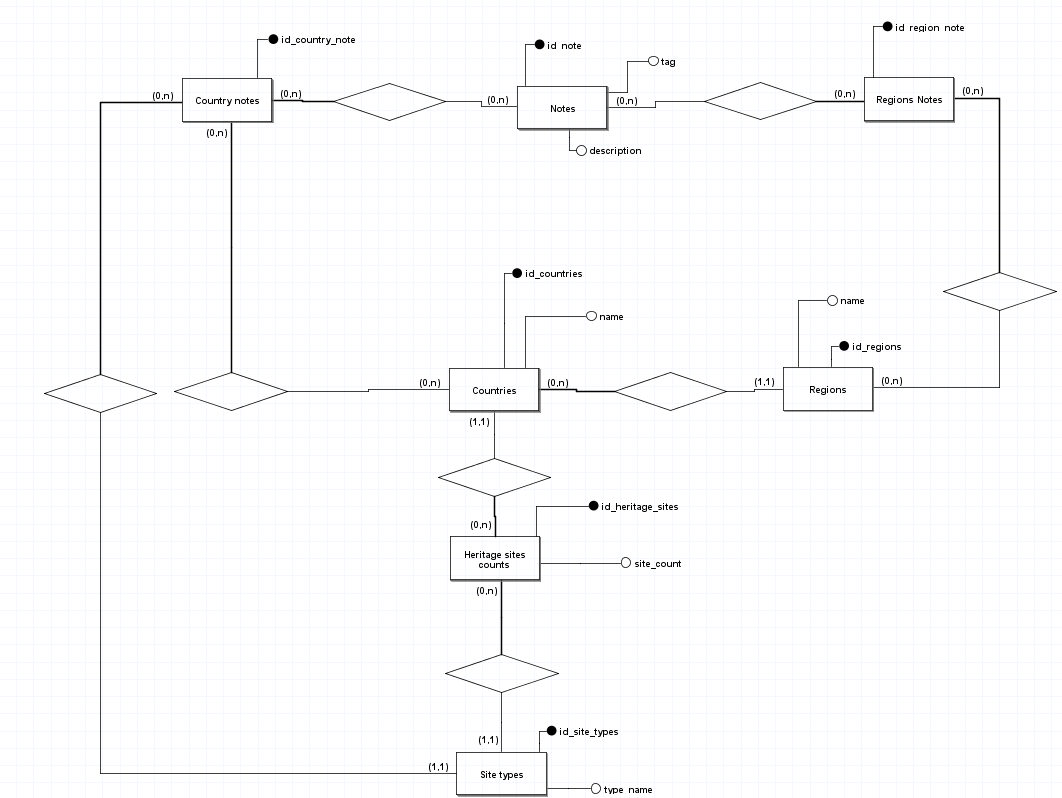 id_region_note
id_country_note
id_note
tag
(0,n)
Country notes
(0,n)
(0,n)
Notes
(0,n)
(0,n)
Regions Notes
(0,n)
(0,n)
description
id_countries
name
name
id_regions
(0,n)
Countries
(0,n)
(1,1)
Regions
(0,n)
(1,1)
id_heritage_sites
(0,n)
Heritage sites
counts
site_count
(0,n)
id_site_types
(1,1)
(1,1)
Site types
type_name